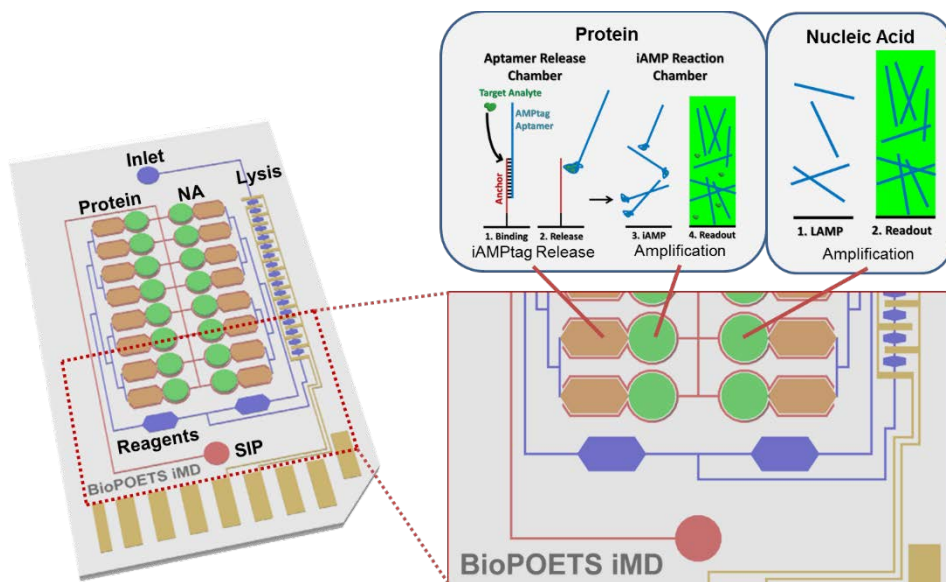 Protein
Aptamer Release
Chamber
iAMP Reaction
Chamber
Target Analyte
AMPtag
Aptamer
Anchor
1. Binding
2. Release
3. iAMP
4. Readout
iAMPtag Release
Amplification
Nucleic Acid
1. LAMP
2. Readout
Amplification
Inlet
Lysis
Protein
NA
Reagents
SIP
BioPOETS iMD
BioPOETS iMD